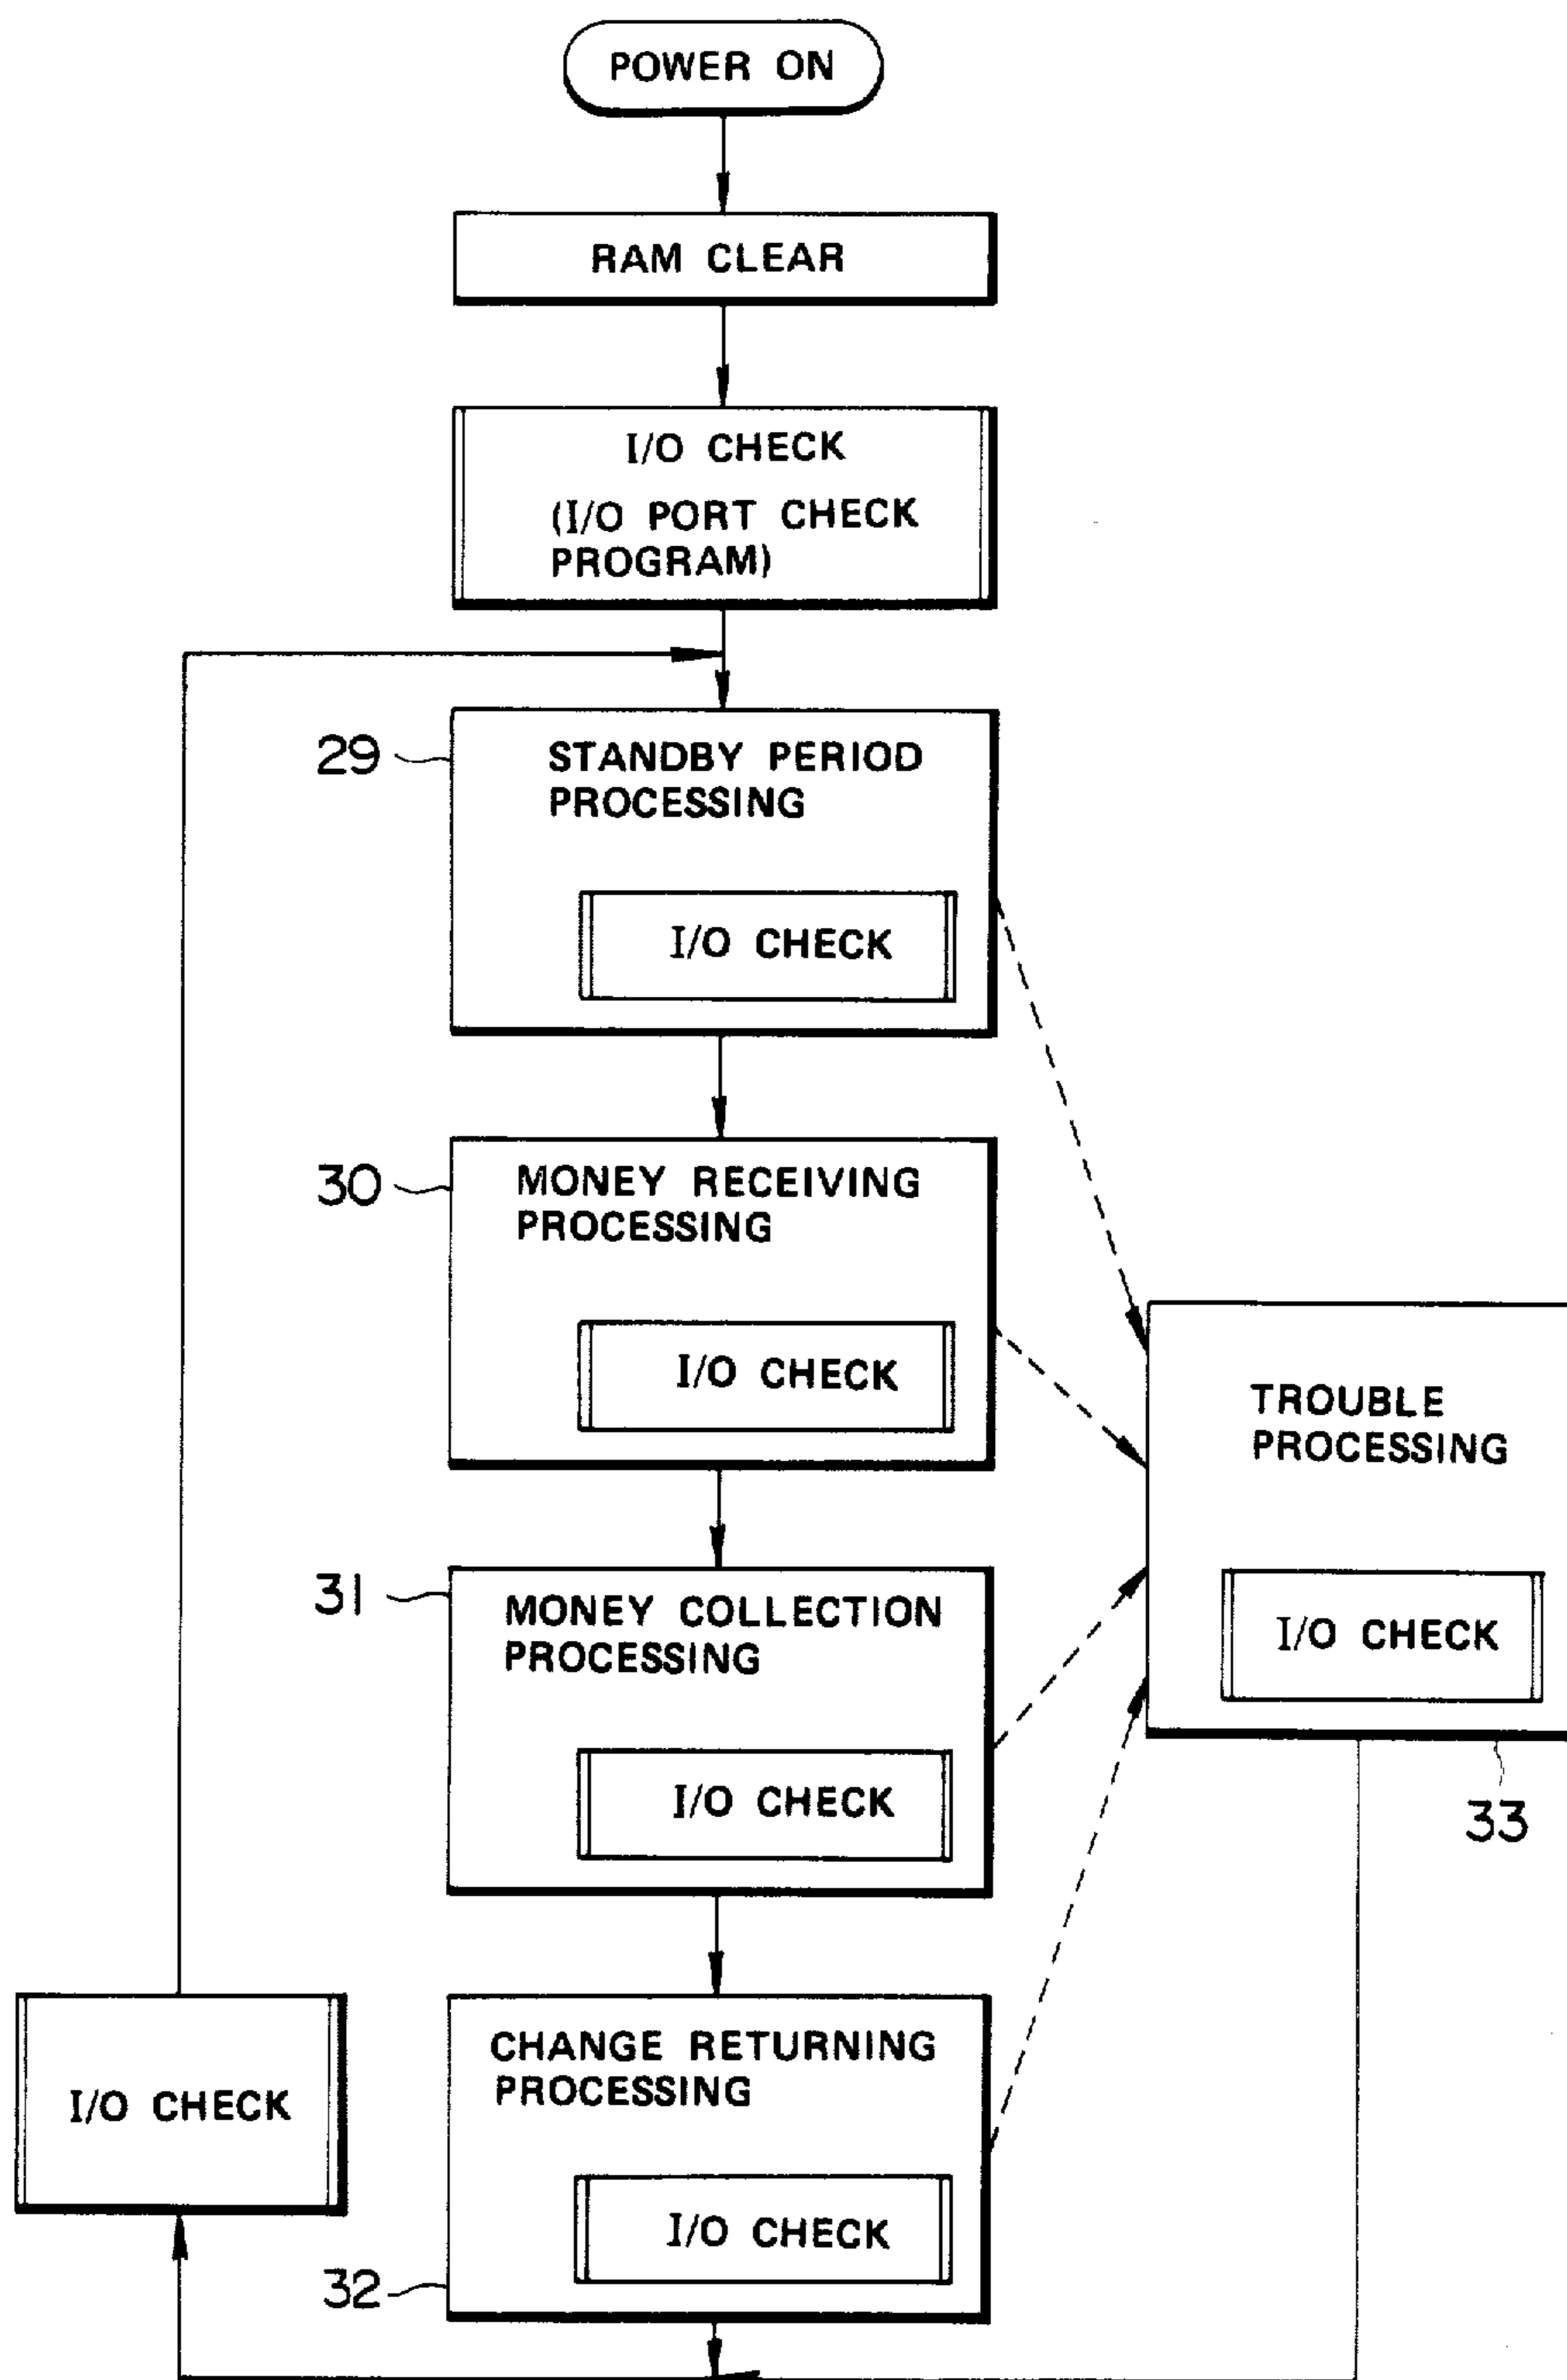 POWER ON
RAM CLEAR
I/O CHECK
(I/O PORT CHECK
PROGRAM)
29
STANDBY PERIOD
PROCESSING
I/O CHECK
30
MONEY RECEIVING
PROCESSING
I/O CHECK
TROUBLE
PROCESSING
I/O CHECK
33
31
MONEY COLLECTION
PROCESSING
I/O CHECK
CHANGE RETURNING
PROCESSING
I/O CHECK
32
I/O CHECK